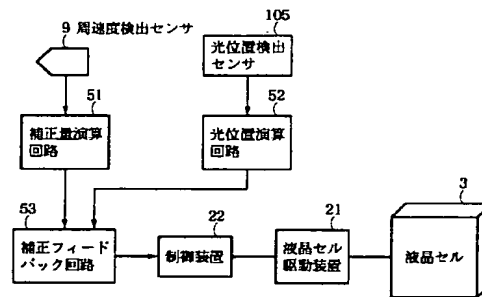 9 周速度検出センサ
105
光位置検出
センサ
51
補正量演算
回路
52
光位置演算
回路
53
補正フィード
バック回路
22
制御装置
21
液晶セル
駆動装置
3
液晶セル